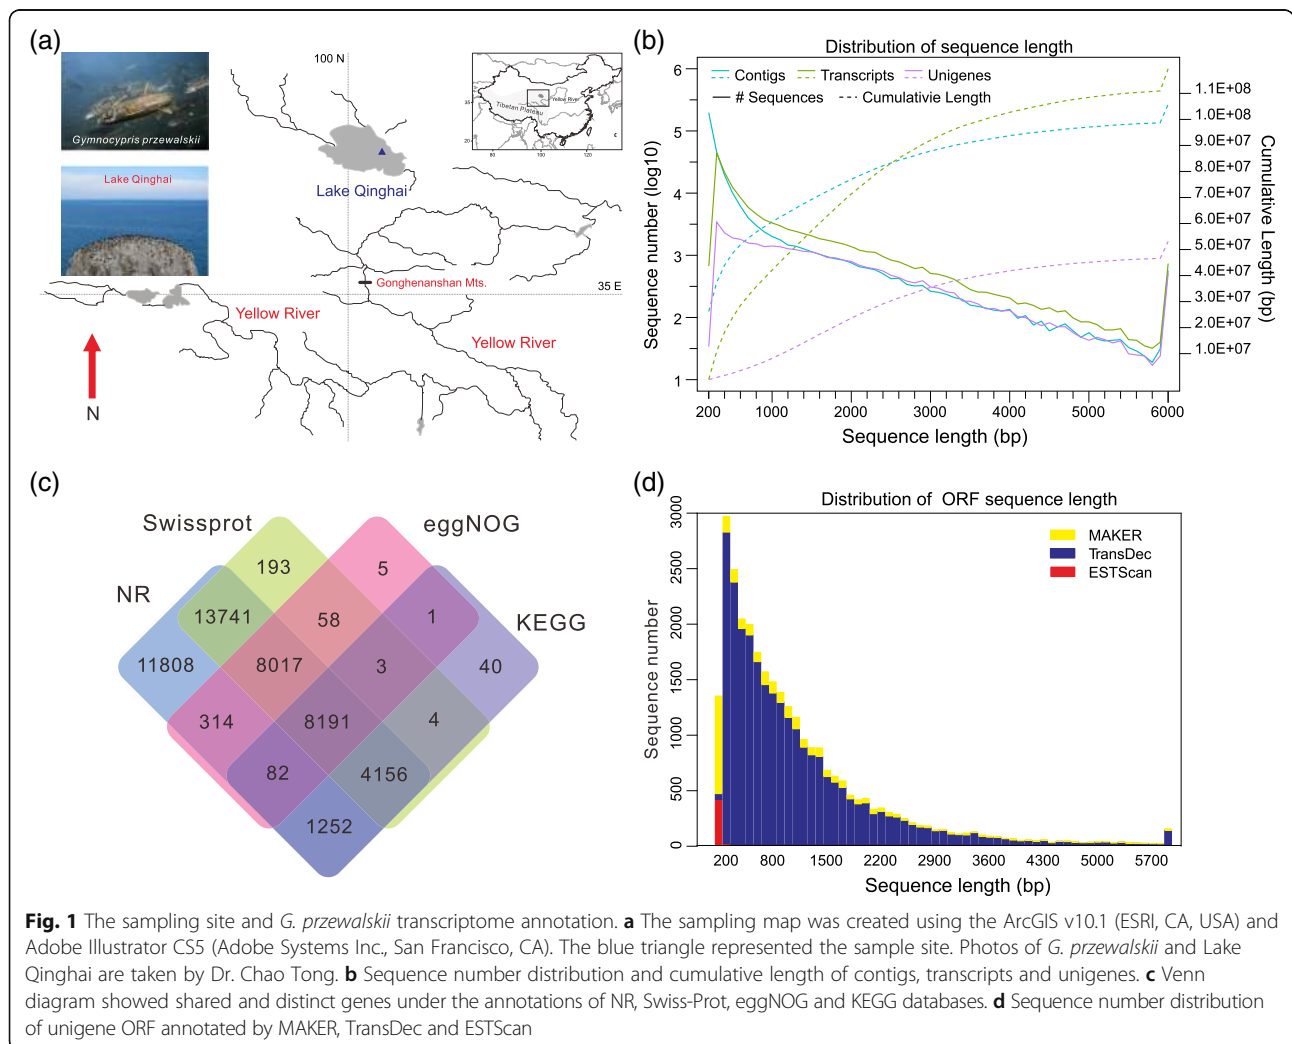 (a)
100 N
Gymnocypris przewalskii
Lake Qinghai
Lake Qinghai
Gonghenanshan Mts.
35 E
Yellow River
Yellow River
N
Tibetan Plateau
Yellow River
35
20
80
100
120
c
(b)
Distribution of sequence length
Contigs
Transcripts
Unigenes
# Sequences
Cumulativie Length
Sequence number (log10)
6
5
4
3
2
1
1.1E+08
1.0E+08
9.0E+07
8.0E+07
7.0E+07
6.0E+07
5.0E+07
4.0E+07
3.0E+07
2.0E+07
1.0E+07
Cumulative Length (bp)
200 1000 2000 3000 4000 5000 6000
Sequence length (bp)
(c)
Swissprot
eggNOG
NR
KEGG
193
5
13741
58
1
11808
8017
3
40
314
8191
4
82
4156
1252
(d)
Distribution of ORF sequence length
MAKER
TransDec
ESTScan
Sequence number
3000
2500
2000
1500
1000
500
0
200 800 1500 2200 2900 3600 4300 5000 5700
Sequence length (bp)
Fig. 1 The sampling site and G. przewalskii transcriptome annotation. a The sampling map was created using the ArcGIS v10.1 (ESRI, CA, USA) and
Adobe Illustrator CS5 (Adobe Systems Inc., San Francisco, CA). The blue triangle represented the sample site. Photos of G. przewalskii and Lake
Qinghai are taken by Dr. Chao Tong. b Sequence number distribution and cumulative length of contigs, transcripts and unigenes. c Venn
diagram showed shared and distinct genes under the annotations of NR, Swiss-Prot, eggNOG and KEGG databases. d Sequence number distribution
of unigene ORF annotated by MAKER, TransDec and ESTScan